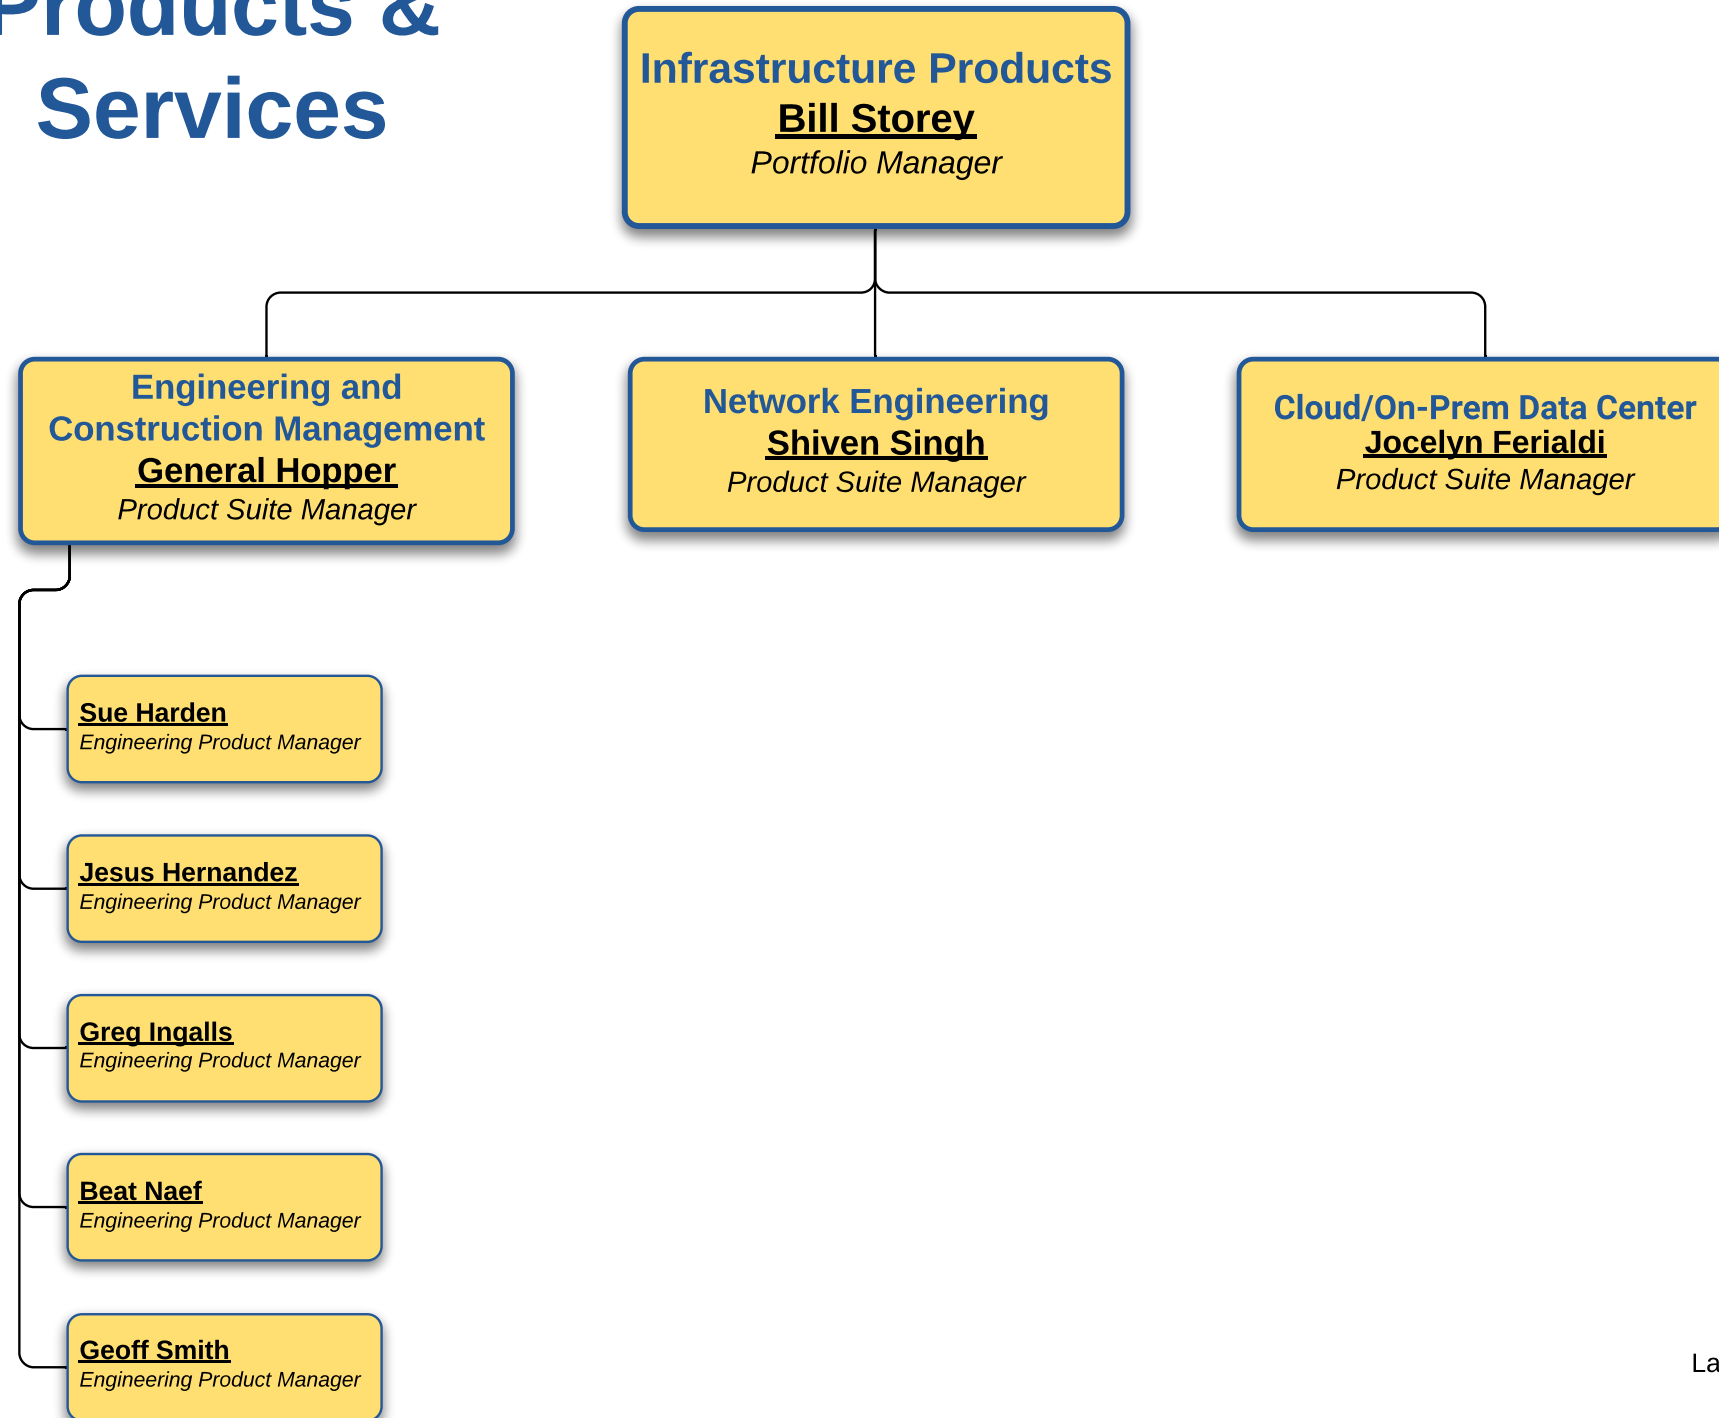 Products &
Services
Infrastructure Products
Bill Storey
Portfolio Manager
Engineering and
Construction Management
General Hopper
Product Suite Manager
Network Engineering
Shiven Singh
Product Suite Manager
Cloud/On-Prem Data Center
Jocelyn Ferialdi
Product Suite Manager
Sue Harden
Engineering Product Manager
Jesus Hernandez
Engineering Product Manager
Greg Ingalls
Engineering Product Manager
Beat Naef
Engineering Product Manager
Geoff Smith
Engineering Product Manager
La